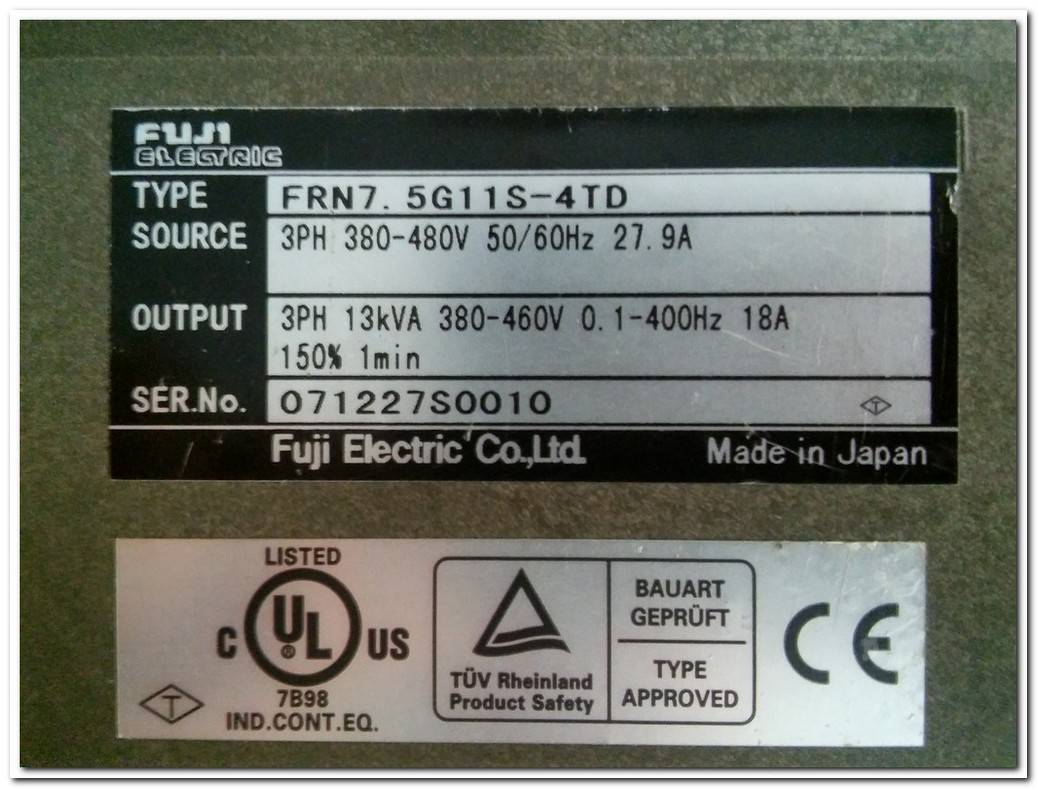 FUJI
ELECTRIC
TYPE FRN7.5G11S-4TD
SOURCE 3PH 380-480V 50/60Hz 27.9A
OUTPUT 3PH 13kVA 380-460V 0.1-400Hz 18A
150% 1min
SER.No. 071227S0010 T
Fuji Electric Co.,Ltd. Made in Japan
LISTED
C UL® US
7B98
IND.CONT.EQ.
T
TÜV Rheinland
Product Safety
BAUART
GEPRÜFT
TYPE
APPROVED
CE